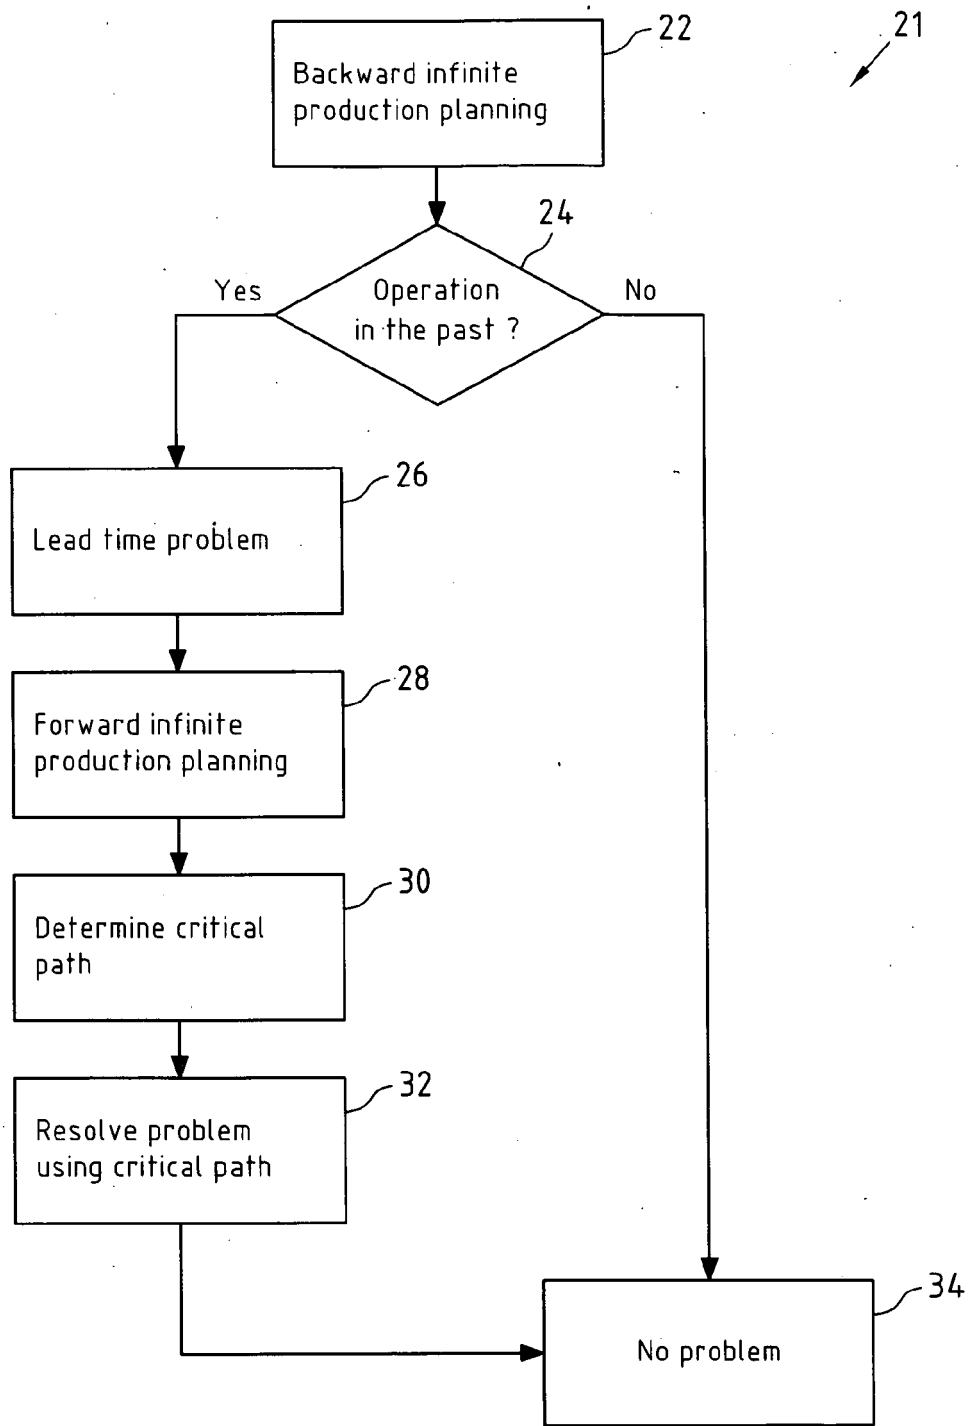 22
21
Backward infinite
production planning
24
Yes
Operation
in the past ?
No
26
Lead time problem
28
Forward infinite
production planning
30
Determine critical
path
32
Resolve problem
using critical path
34
No problem